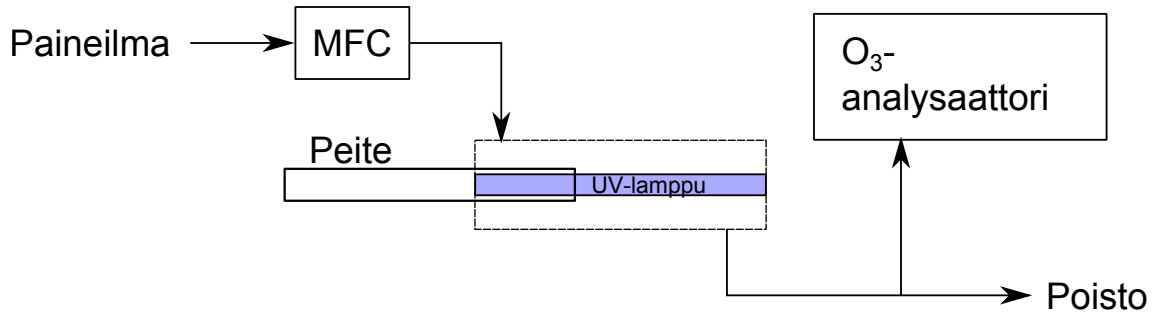 Paineilma
MFC
O₃-
analysaattori
Peite
UV-lamppu
Poisto